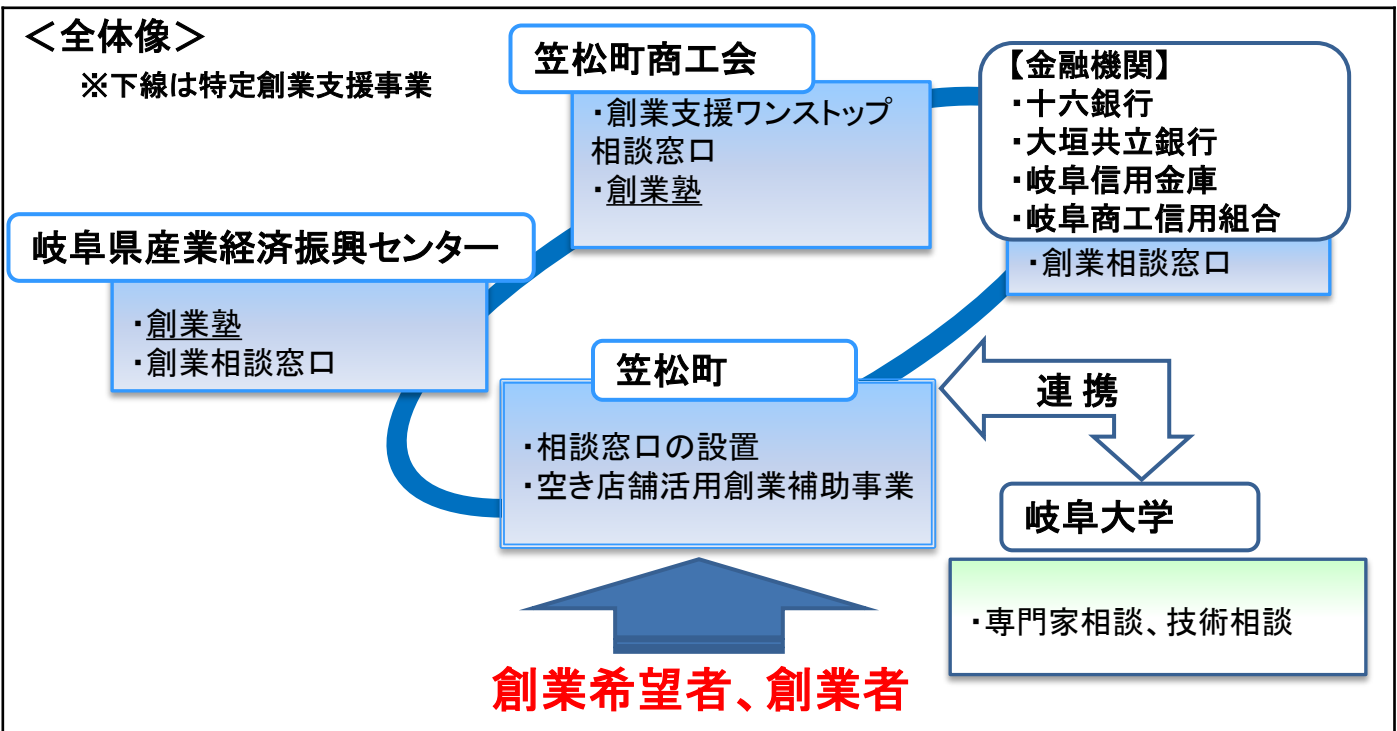 ＜全体像＞
※下線は特定創業支援事業
笠松町商工会
・創業支援ワンストップ
相談窓口
・創業塾
【金融機関】
・十六銀行
・大垣共立銀行
・岐阜信用金庫
・岐阜商工信用組合
・創業相談窓口
岐阜県産業経済振興センター
・創業塾
・創業相談窓口
笠松町
・相談窓口の設置
・空き店舗活用創業補助事業
連 携
岐阜大学
・専門家相談、技術相談
創業希望者、創業者